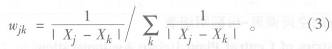 w_{jk} = \frac{1}{| X_j - X_k |} \Big/ \sum_k \frac{1}{| X_j - X_k |} 。 (3)